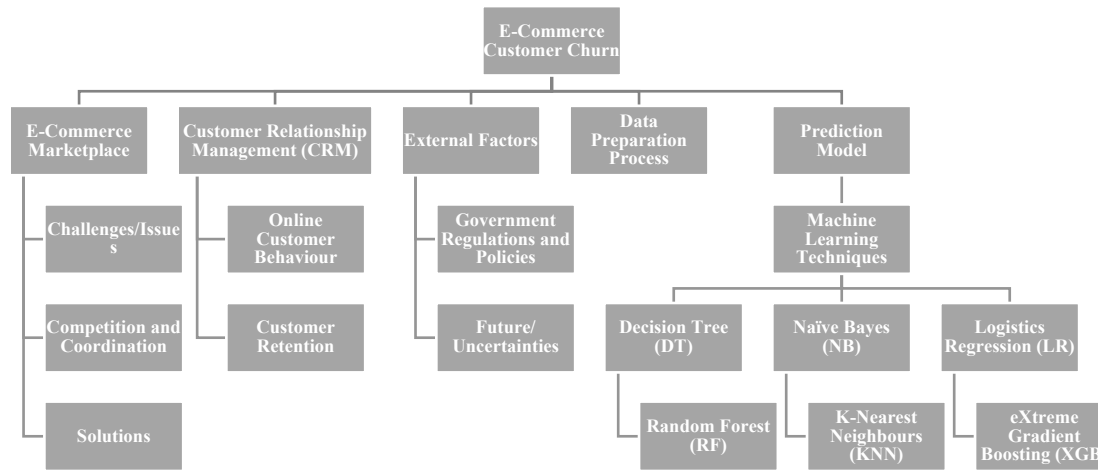 E-Commerce
Customer Churn
E-Commerce
Marketplace
Customer Relationship
Management (CRM)
External Factors
Data
Preparation
Process
Prediction
Model
Challenges/Issue
s
Online
Customer
Behaviour
Government
Regulations and
Policies
Machine
Learning
Techniques
Competition and
Coordination
Customer
Retention
Future/
Uncertainties
Decision Tree
(DT)
Naïve Bayes
(NB)
Logistics
Regression (LR)
Solutions
Random Forest
(RF)
K-Nearest
Neighbours
(KNN)
eXtreme
Gradient
Boosting (XGB